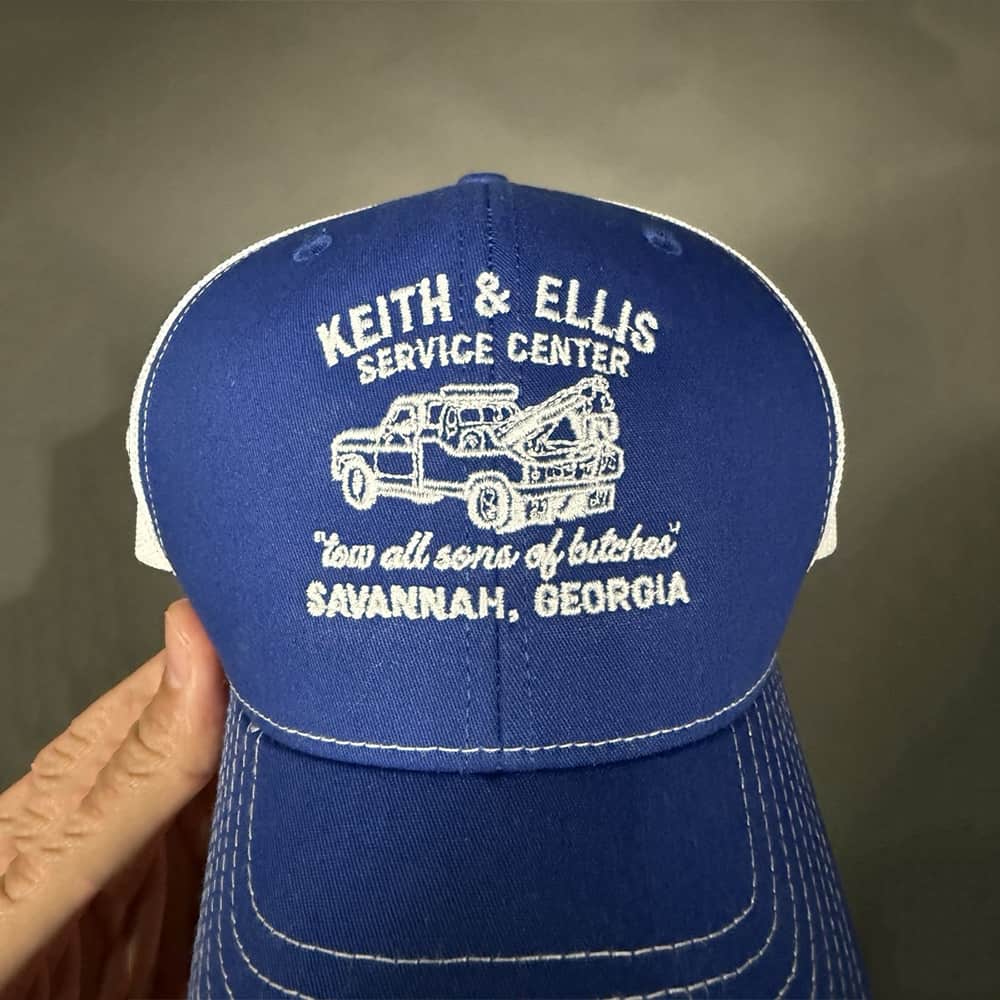 KEITH & ELLIS
SERVICE CENTER
"tow all sons of bitches"
SAVANNAH, GEORGIA